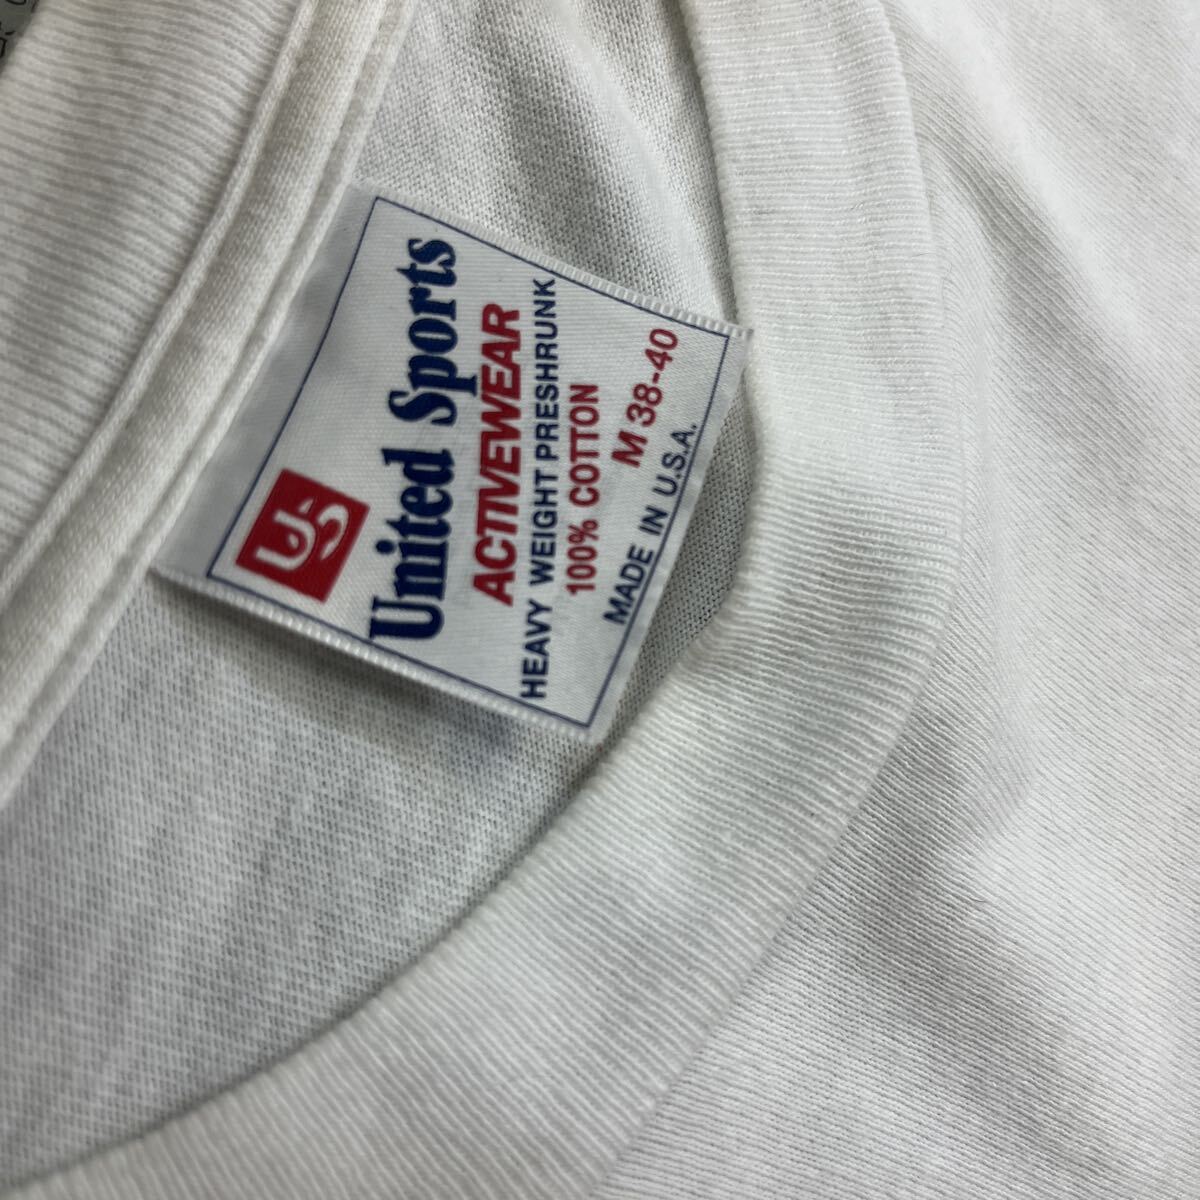 US
United Sports
ACTIVEWEAR
HEAVY WEIGHT PRESHRUNK
100% COTTON
M 38-40
MADE IN U.S.A.